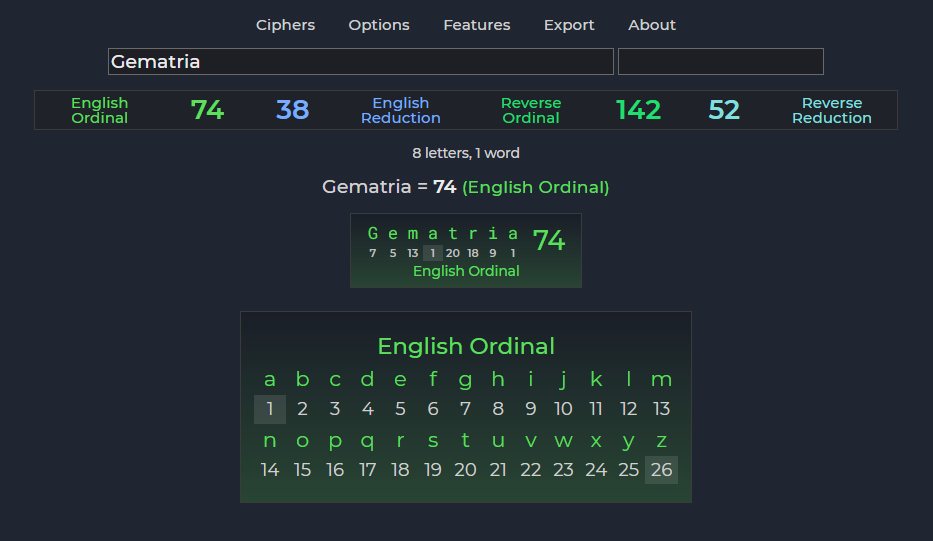 Ciphers Options Features Export About
Gematria
English Ordinal 74 38 English Reduction Reverse Ordinal 142 52 Reverse Reduction
8 letters, 1 word
Gematria = 74 (English Ordinal)
G e m a t r i a 74
7 5 13 1 20 18 9 1
English Ordinal
English Ordinal
a b c d e f g h i j k l m
1 2 3 4 5 6 7 8 9 10 11 12 13
n o p q r s t u v w x y z
14 15 16 17 18 19 20 21 22 23 24 25 26